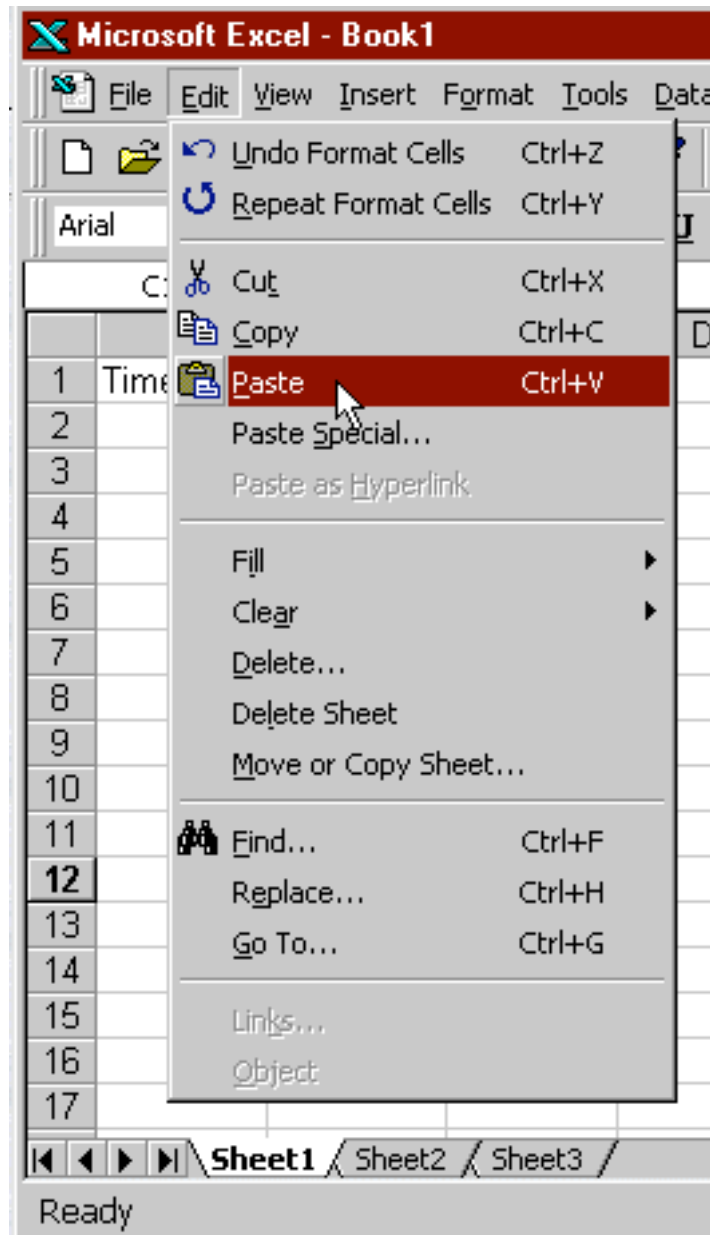 Microsoft Excel - Book1
File Edit View Insert Format Tools Data
Undo Format Cells Ctrl+Z
Repeat Format Cells Ctrl+Y
Arial U
Cut Ctrl+X
Copy Ctrl+C
D
1 Time Paste Ctrl+V
2 Paste Special...
3 Paste as Hyperlink
4
5 Fill
6 Clear
7 Delete...
8 Delete Sheet
9 Move or Copy Sheet...
10
11 Find... Ctrl+F
12 Replace... Ctrl+H
13 Go To... Ctrl+G
14
15 Links...
16 Object
17
Sheet1 Sheet2 Sheet3
Ready